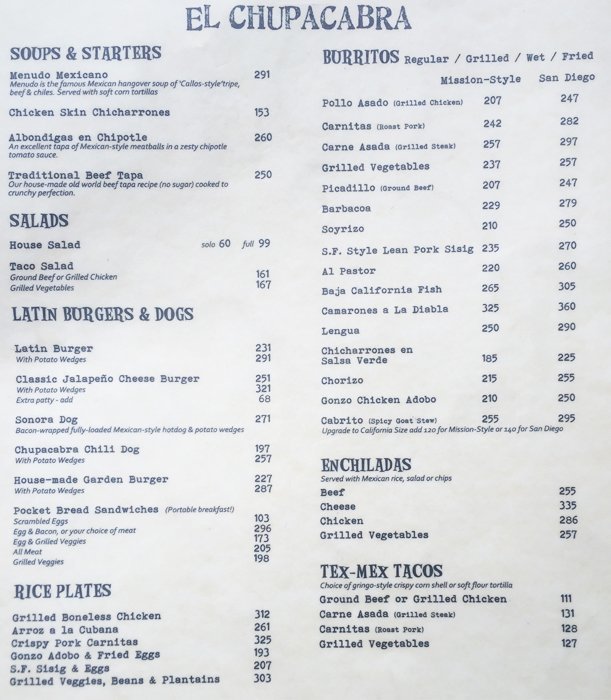 EL CHUPACABRA
SOUPS & STARTERS
Menudo Mexicano 291
Menudo is the famous Mexican hangover soup of 'Callos-style' tripe,
beef & chiles. Served with soft corn tortillas
Chicken Skin Chicharrones 153
Albondigas en Chipotle 260
An excellent tapa of Mexican-style meatballs in a zesty chipotle
tomato sauce.
Traditional Beef Tapa 250
Our house-made old world beef tapa recipe (no sugar) cooked to
crunchy perfection.
SALADS
House Salad solo 60 full 99
Taco Salad
Ground Beef or Grilled Chicken 161
Grilled Vegetables 167
LATIN BURGERS & DOGS
Latin Burger 231
With Potato Wedges 291
Classic Jalapeño Cheese Burger 251
With Potato Wedges 321
Extra patty - add 68
Sonora Dog 271
Bacon-wrapped fully-loaded Mexican-style hotdog & potato wedges
Chupacabra Chili Dog 197
With Potato Wedges 257
House-made Garden Burger 227
With Potato Wedges 287
Pocket Bread Sandwiches (Portable breakfast!)
Scrambled Eggs 103
Egg & Bacon, or your choice of meat 296
Egg & Grilled Veggies 173
All Meat 205
Grilled Veggies 198
RICE PLATES
Grilled Boneless Chicken 312
Arroz a la Cubana 261
Crispy Pork Carnitas 325
Gonzo Adobo & Fried Eggs 193
S.F. Sisig & Eggs 207
Grilled Veggies, Beans & Plantains 303
BURRITOS Regular / Grilled / Wet / Fried
Mission-Style San Diego
Pollo Asado (Grilled Chicken) 207 247
Carnitas (Roast Pork) 242 282
Carne Asada (Grilled Steak) 257 297
Grilled Vegetables 237 257
Picadillo (Ground Beef) 207 247
Barbacoa 229 279
Soyrizo 210 250
S.F. Style Lean Pork Sisig 235 270
Al Pastor 220 260
Baja California Fish 265 305
Camarones a La Diabla 325 360
Lengua 250 290
Chicharrones en
Salsa Verde 185 225
Chorizo 215 255
Gonzo Chicken Adobo 210 250
Cabrito (Spicy Goat Stew) 255 295
Upgrade to California Size add 120 for Mission-Style or 140 for San Diego
ENCHILADAS
Served with Mexican rice, salad or chips
Beef 255
Cheese 335
Chicken 286
Grilled Vegetables 257
TEX-MEX TACOS
Choice of gringo-style crispy corn shell or soft flour tortilla
Ground Beef or Grilled Chicken 111
Carne Asada (Grilled Steak) 131
Carnitas (Roast Pork) 128
Grilled Vegetables 127